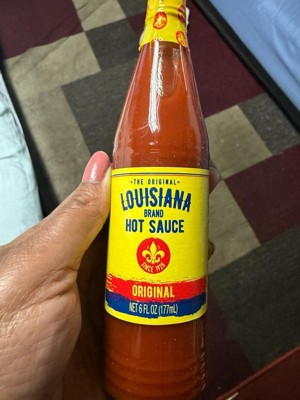 •THE ORIGINAL•
LOUISIANA
BRAND
HOT SAUCE
SINCE 1928
ORIGINAL
NET 6 FL OZ (177mL)